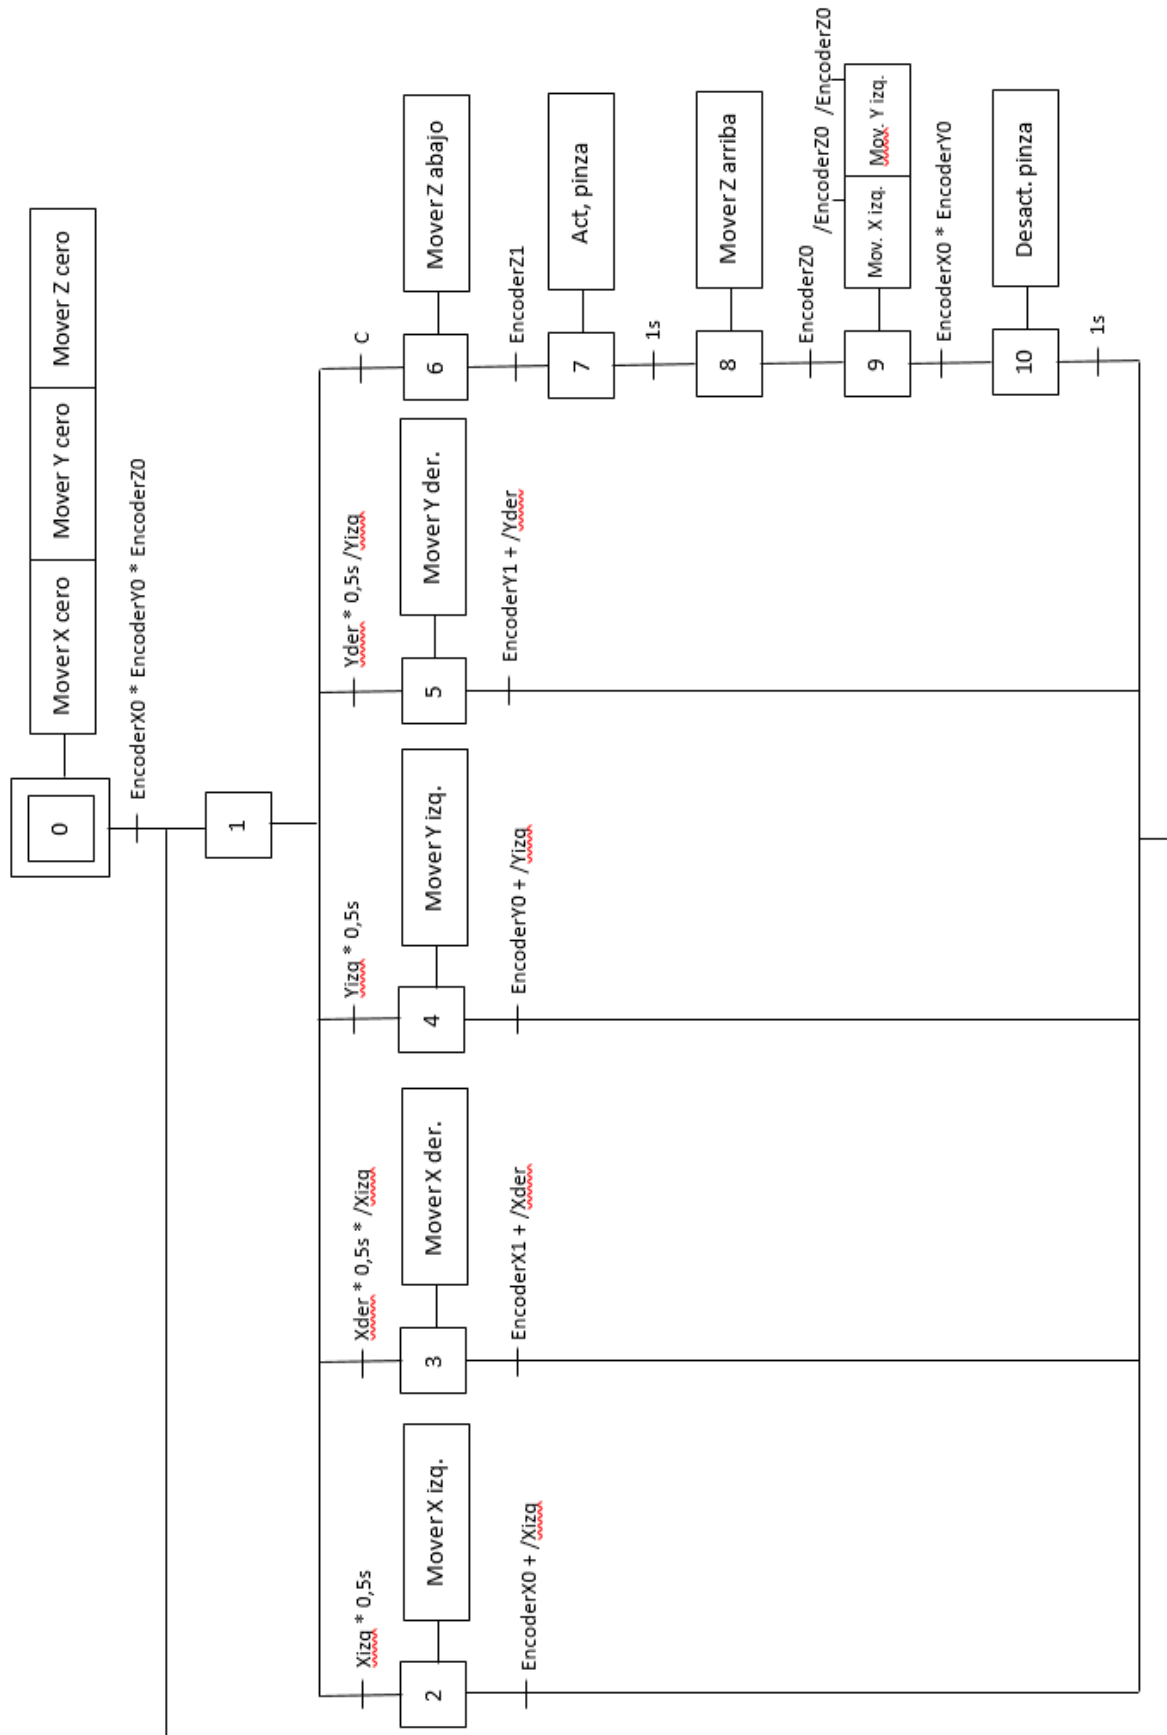 0
Mover X cero
Mover Y cero
Mover Z cero
EncoderX0 * EncoderY0 * EncoderZ0
1
Xizq * 0,5s
2
Mover X izq.
EncoderX0 + /Xizq
Xder * 0,5s * /Xizq
3
Mover X der.
EncoderX1 + /Xder
Yizq * 0,5s
4
Mover Y izq.
EncoderY0 + /Yizq
Yder * 0,5s /Yizq
5
Mover Y der.
EncoderY1 + /Yder
C
6
Mover Z abajo
EncoderZ1
7
Act, pinza
1s
8
Mover Z arriba
EncoderZ0
/EncoderZ0
/EncoderZ0
9
Mov. X izq.
Mov. Y izq.
EncoderX0 * EncoderY0
10
Desact. pinza
1s